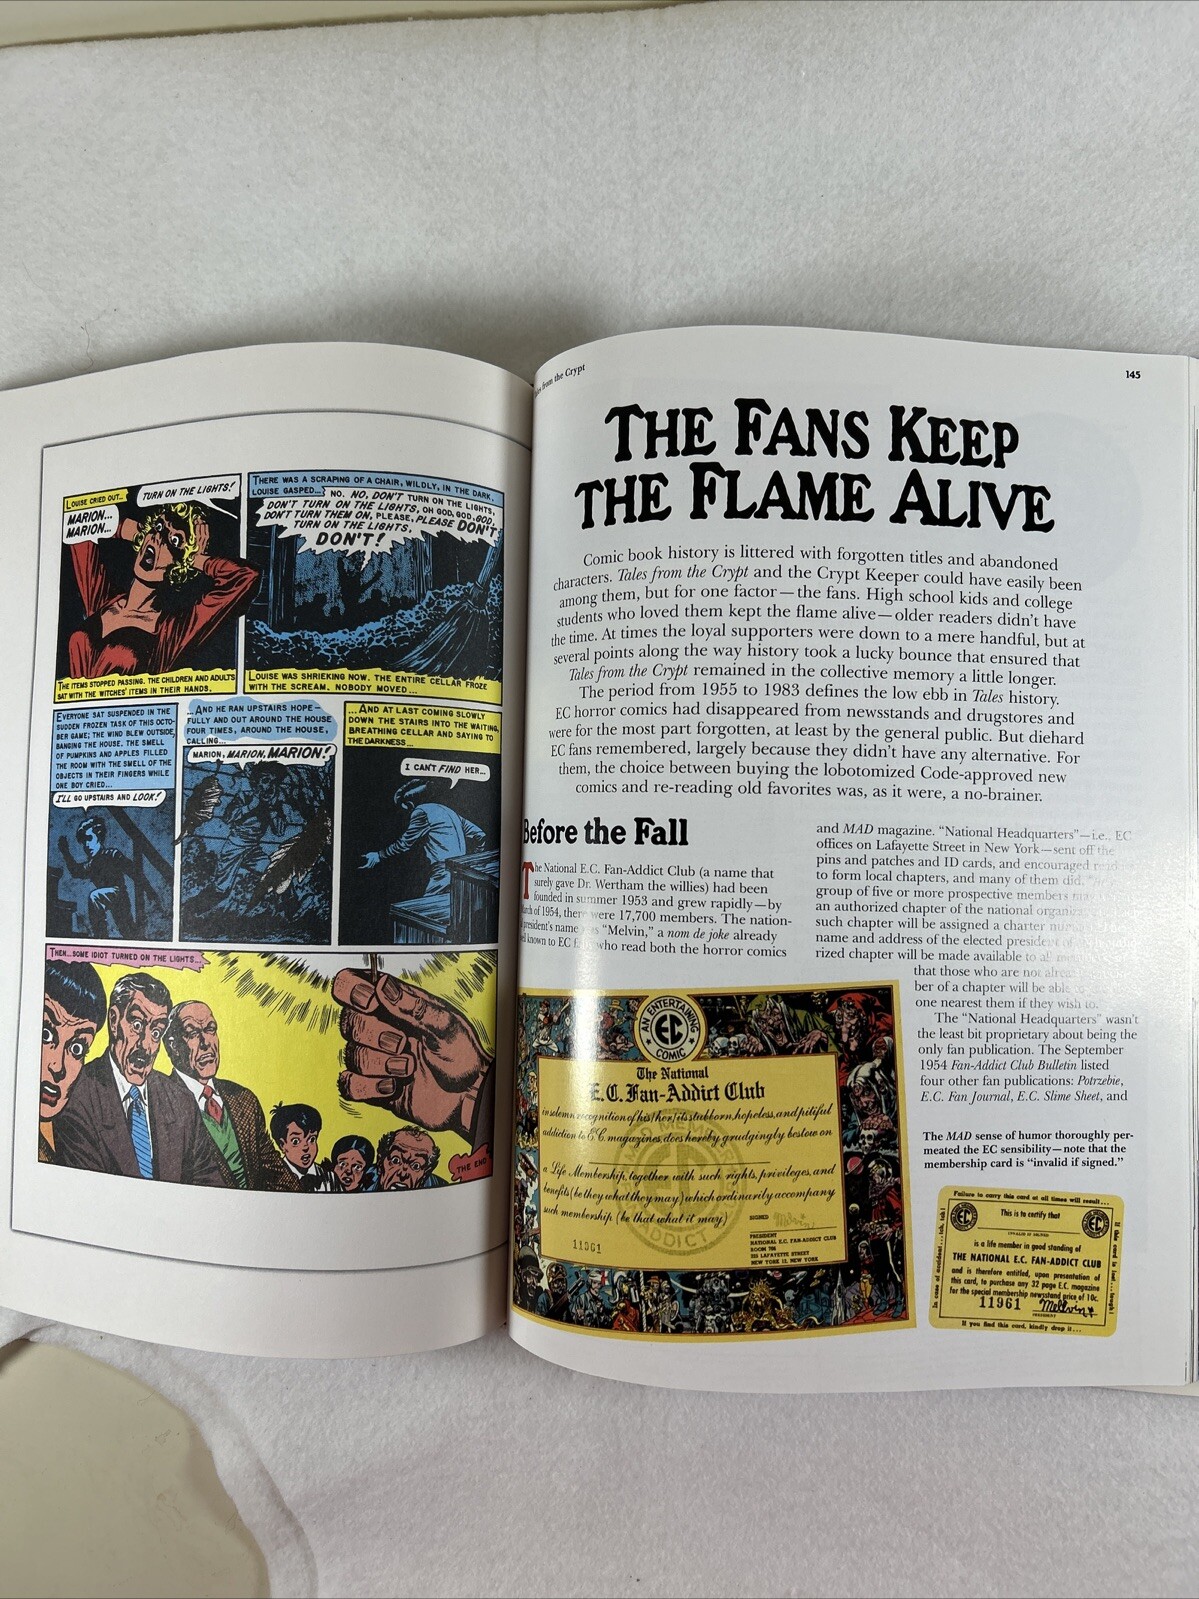 LOUISE CRIED OUT...
TURN ON THE LIGHTS!
MARION...
MARION...
THE ITEMS STOPPED PASSING. THE CHILDREN AND ADULTS
SAT WITH THE WITCHES' ITEMS IN THEIR HANDS.
THERE WAS A SCRAPING OF A CHAIR, WILDLY, IN THE DARK.
LOUISE GASPED...
NO. NO, DON'T TURN ON THE LIGHTS,
DON'T TURN ON THE LIGHTS, OH GOD, GOD, GOD,
DON'T TURN THEM ON, PLEASE, PLEASE DON'T
TURN ON THE LIGHTS,
DON'T!
LOUISE WAS SHRIEKING NOW. THE ENTIRE CELLAR FROZE
WITH THE SCREAM. NOBODY MOVED...
EVERYONE SAT SUSPENDED IN THE
SUDDEN FROZEN TASK OF THIS OCTO-
BER GAME; THE WIND BLEW OUTSIDE,
BANGING THE HOUSE. THE SMELL
OF PUMPKINS AND APPLES FILLED
THE ROOM WITH THE SMELL OF THE
OBJECTS IN THEIR FINGERS WHILE
ONE BOY CRIED...
I'LL GO UPSTAIRS AND LOOK!
...AND HE RAN UPSTAIRS HOPE-
FULLY AND OUT AROUND THE HOUSE
FOUR TIMES, AROUND THE HOUSE,
CALLING...
MARION, MARION, MARION!
...AND AT LAST COMING SLOWLY
DOWN THE STAIRS INTO THE WAITING,
BREATHING CELLAR AND SAYING TO
THE DARKNESS...
I CAN'T FIND HER...
THEN...SOME IDIOT TURNED ON THE LIGHTS...
THE END
from the Crypt
145
THE FANS KEEP
THE FLAME ALIVE
Comic book history is littered with forgotten titles and abandoned
characters. Tales from the Crypt and the Crypt Keeper could have easily been
among them, but for one factor—the fans. High school kids and college
students who loved them kept the flame alive—older readers didn't have
the time. At times the loyal supporters were down to a mere handful, but at
several points along the way history took a lucky bounce that ensured that
Tales from the Crypt remained in the collective memory a little longer.
The period from 1955 to 1983 defines the low ebb in Tales history.
EC horror comics had disappeared from newsstands and drugstores and
were for the most part forgotten, at least by the general public. But diehard
EC fans remembered, largely because they didn't have any alternative. For
them, the choice between buying the lobotomized Code-approved new
comics and re-reading old favorites was, as it were, a no-brainer.
Before the Fall
The National E.C. Fan-Addict Club (a name that
surely gave Dr. Wertham the willies) had been
founded in summer 1953 and grew rapidly—by
of 1954, there were 17,700 members. The nation-
president's name was "Melvin," a nom de joke already
known to EC who read both the horror comics
and MAD magazine. "National Headquarters"—i.e., EC
offices on Lafayette Street in New York—sent off the
pins and patches and ID cards, and encouraged
to form local chapters, and many of them did.
group of five or more prospective members
an authorized chapter of the national
such chapter will be assigned a charter
name and address of the elected president
rized chapter will be made available to
that those who are not
ber of a chapter will be able
one nearest them if they wish to.
The "National Headquarters" wasn't
the least bit proprietary about being the
only fan publication. The September
1954 Fan-Addict Club Bulletin listed
four other fan publications: Potrzebie,
E.C. Fan Journal, E.C. Slime Sheet, and
AN ENTERTAINING
EC
COMIC
The National
E.C. Fan-Addict Club
in solemn recognition of his/her/its stubborn, hopeless, and pitiful
addiction to E.C. magazines, does hereby grudgingly bestow on
a Life Membership, together with such rights, privileges, and
benefits (be they what they may) which ordinarily accompany
such membership (be that what it may)
11961
SIGNED
Melvin
PRESIDENT
NATIONAL E.C. FAN-ADDICT CLUB
ROOM 706
225 LAFAYETTE STREET
NEW YORK 12, NEW YORK
ADDICT
The MAD sense of humor thoroughly per-
meated the EC sensibility—note that the
membership card is "invalid if signed."
Failure to carry this card at all times will result...
In case of accident... tch, tch!
If this card is lost... brugh!
EC
This is to certify that
EC
INVALID IF SIGNED
is a life member in good standing of
THE NATIONAL E.C. FAN-ADDICT CLUB
and is therefore entitled, upon presentation of
this card, to purchase any 32 page E.C. magazine
for the special membership newsstand price of 10c.
11961
Melvin
PRESIDENT
If you find this card, kindly drop it...